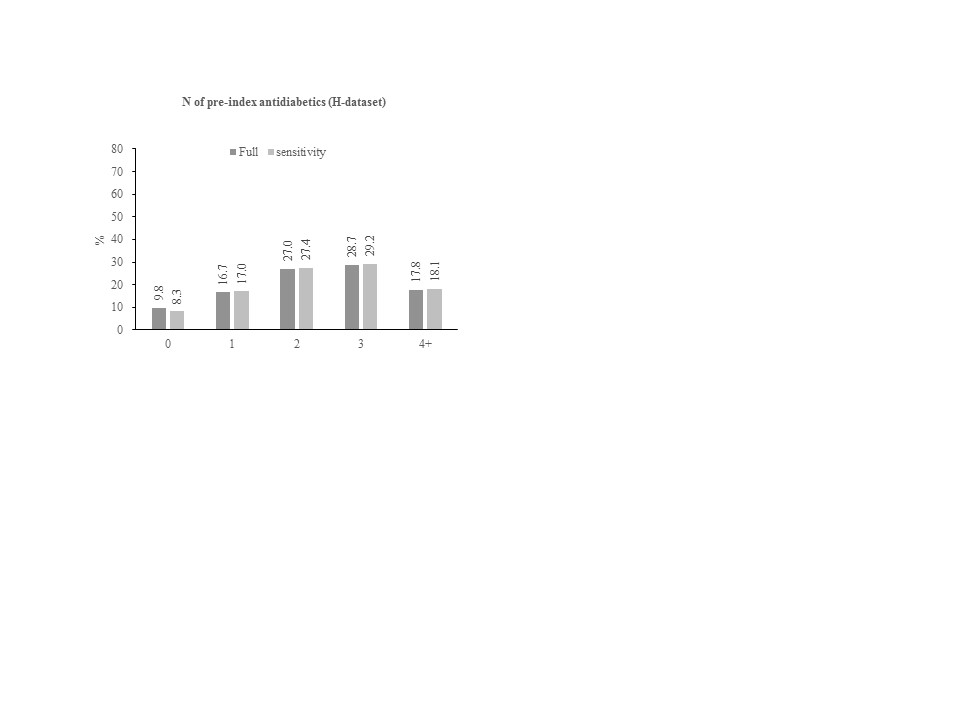 N of pre-index antidiabetics (H-dataset)
Full sensitivity
80
70
60
50
40
30
20
10
0
%
9.8 8.3 16.7 17.0 27.0 27.4 28.7 29.2 17.8 18.1
0 1 2 3 4+